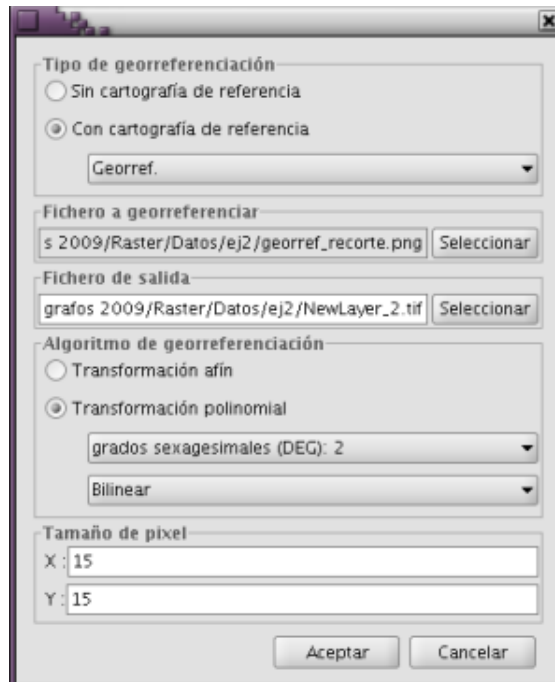 Tipo de georreferenciación
Sin cartografía de referencia
Con cartografía de referencia
Georref.
Fichero a georreferenciar
s 2009/Raster/Datos/ej2/georref_recorte.png Seleccionar
Fichero de salida
grafos 2009/Raster/Datos/ej2/NewLayer_2.tif Seleccionar
Algoritmo de georreferenciación
Transformación afín
Transformación polinomial
grados sexagesimales (DEG): 2
Bilinear
Tamaño de pixel
X : 15
Y : 15
Aceptar Cancelar